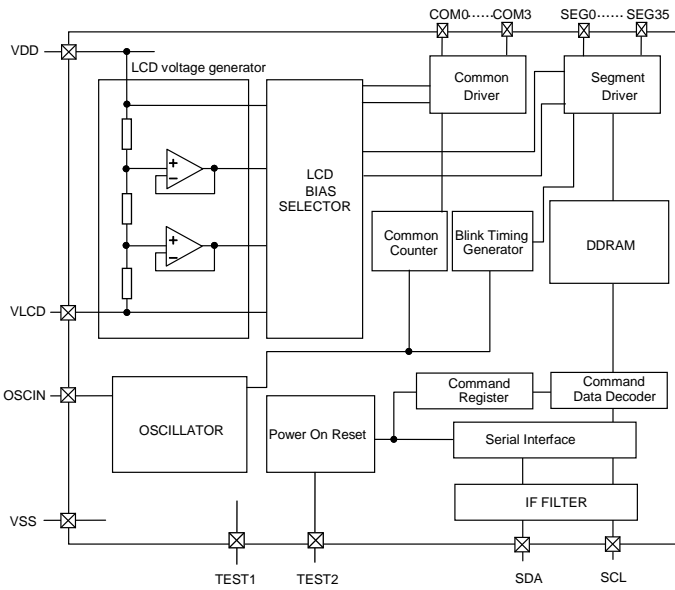 COM0……COM3
SEG0…… SEG35
VDD
LCD voltage generator
Common
Driver
Segment
Driver
+
−
LCD
BIAS
SELECTOR
+
−
Common
Counter
Blink Timing
Generator
DDRAM
VLCD
OSCIN
OSCILLATOR
Power On Reset
Command
Register
Command
Data Decoder
Serial Interface
IF FILTER
VSS
TEST1
TEST2
SDA
SCL